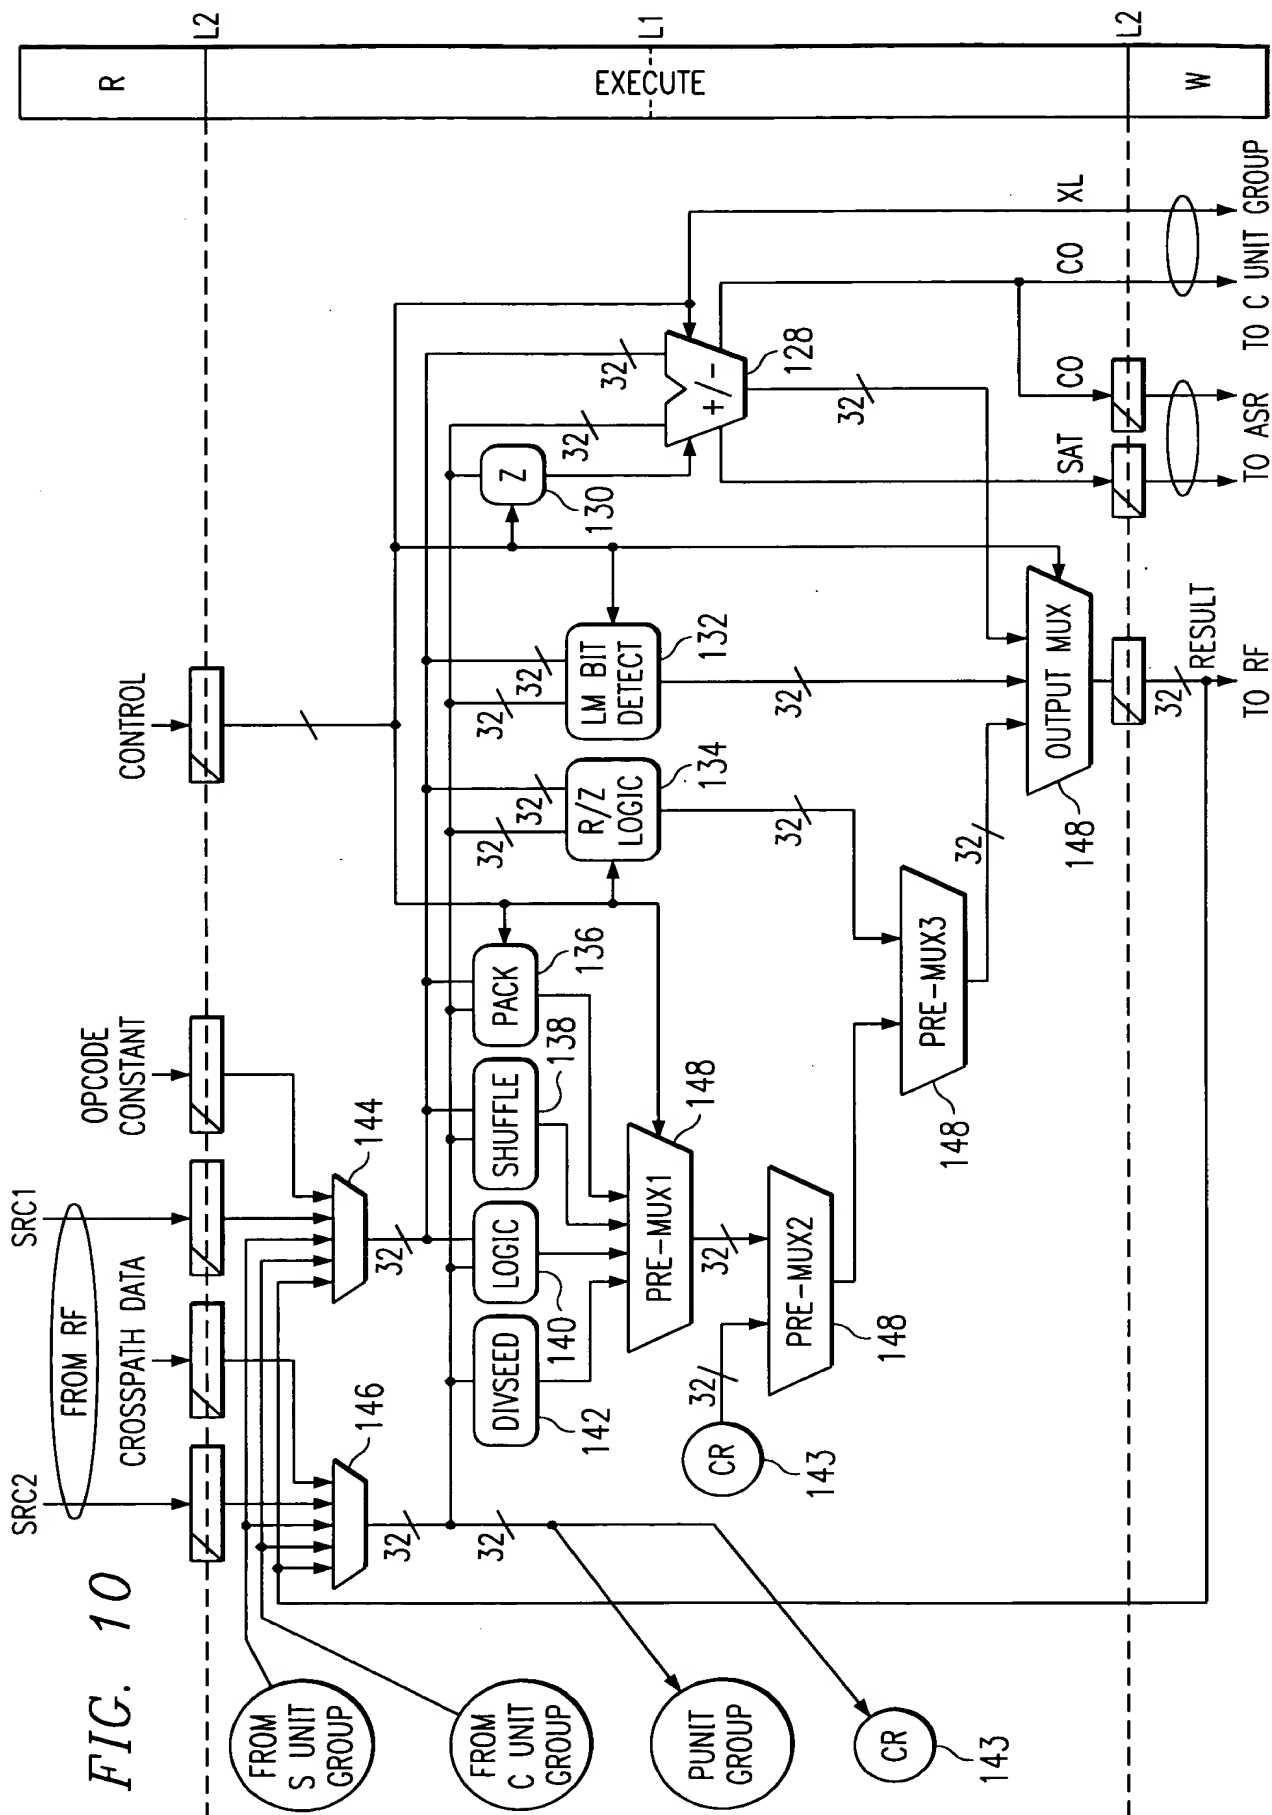 FIG. 10
SRC2
SRC1
FROM RF
CROSSPATH DATA
OPCODE
CONSTANT
CONTROL
R
L2
FROM
S UNIT
GROUP
146
144
32
32
EXECUTE
L1
FROM
C UNIT
GROUP
32
DIVSEED
142
LOGIC
140
SHUFFLE
138
PACK
136
32
32
R/Z
LOGIC
134
32
32
LM BIT
DETECT
132
Z
130
32
32
+/-
128
PUNIT
GROUP
PRE-MUX1
148
CR
143
32
32
PRE-MUX2
148
32
32
32
CR
143
PRE-MUX3
148
32
OUTPUT MUX
148
SAT
CO
CO
XL
L2
W
32
RESULT
TO RF
TO ASR
TO C UNIT GROUP